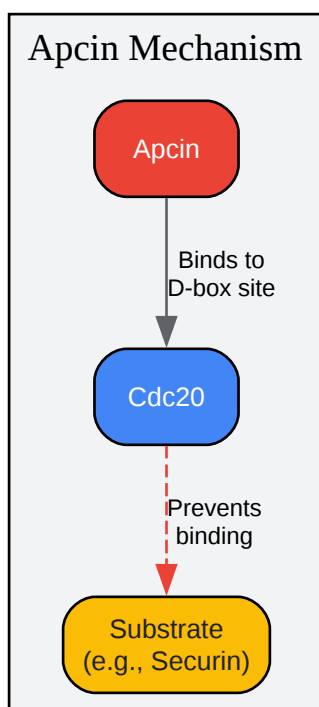 Apcin Mechanism
Apcin
Binds to
D-box site
Cdc20
Prevents
binding
Substrate
(e.g., Securin)